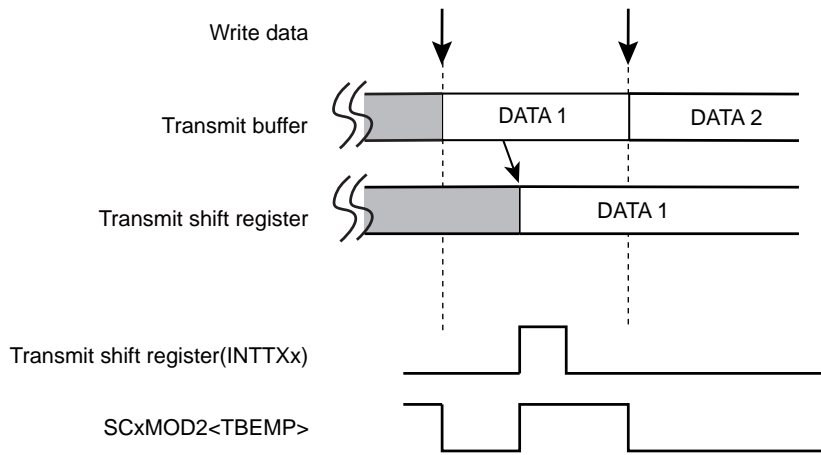 Write data
Transmit buffer
DATA 1
DATA 2
Transmit shift register
DATA 1
Transmit shift register(INTTXx)
SCxMOD2<TBEMP>